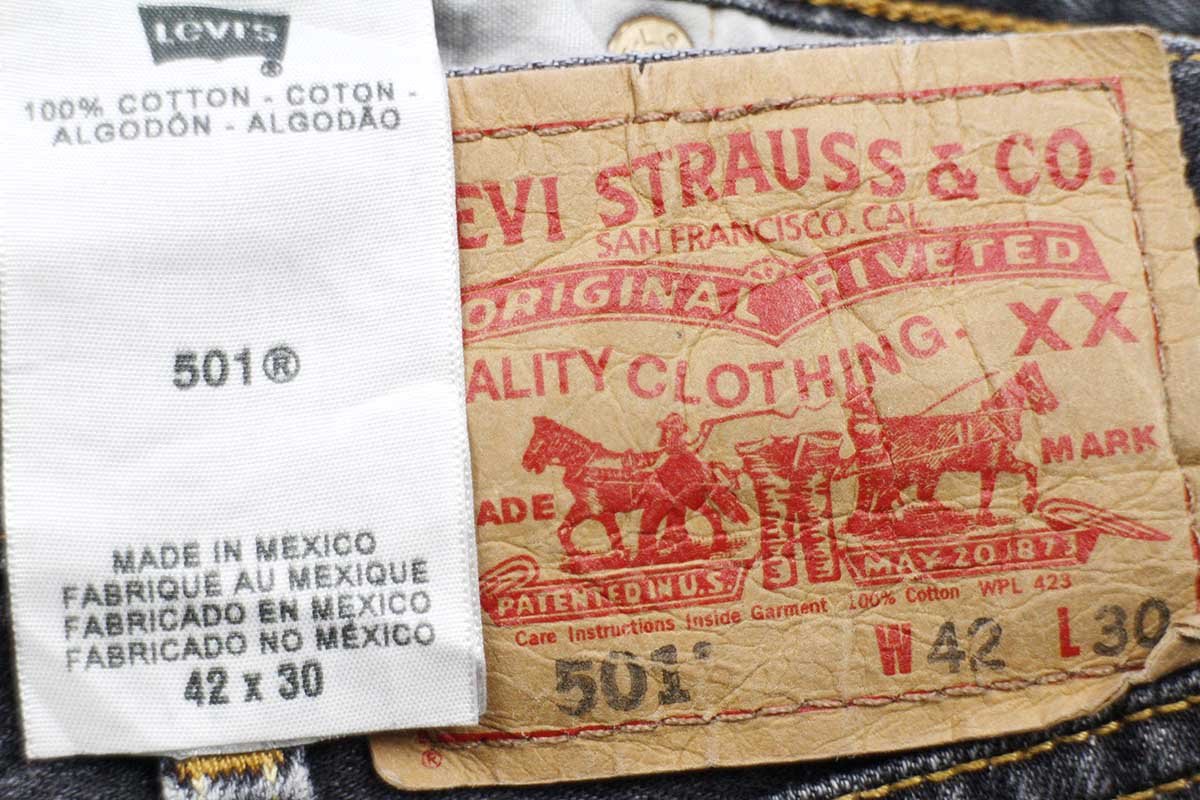 Levi's
®
100% COTTON - COTON -
ALGODÓN - ALGODÃO
501®
MADE IN MEXICO
FABRIQUÉ AU MEXIQUE
FABRICADO EN MÉXICO
FABRICADO NO MÉXICO
42 x 30
EVI STRAUSS & CO.
SAN FRANCISCO. CAL.
ORIGINAL RIVETED
ALITY CLOTHING. XX
ADE MARK
PATENTED IN U.S. MAY 20 1873
Care Instructions Inside Garment 100% Cotton WPL 423
501® W 42 L 30
®